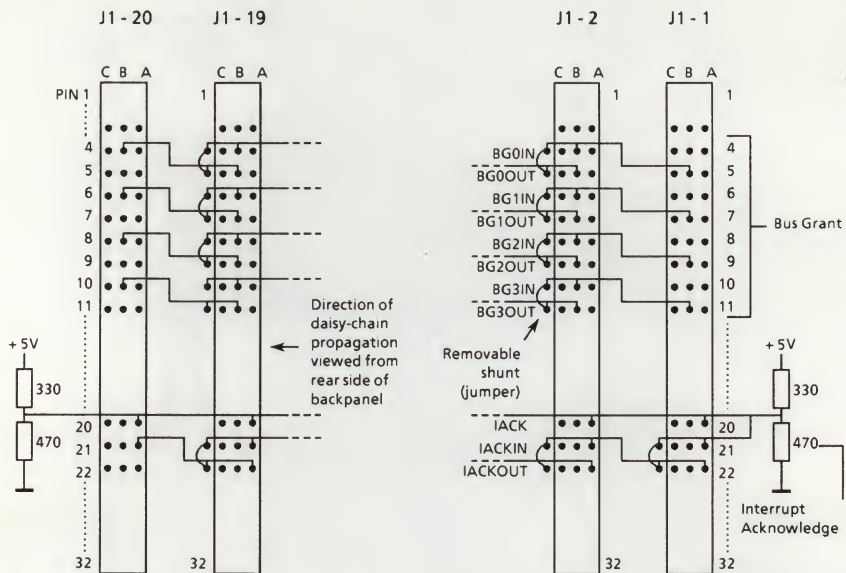 J1 - 20 J1 - 19 J1 - 2 J1 - 1
C B A C B A C B A C B A
PIN 1 1 1 1
4 BG0IN 4
5 BG0OUT 5
6 BG1IN 6
7 BG1OUT 7
8 BG2IN 8
9 BG2OUT 9
10 BG3IN 10
11 BG3OUT 11
Bus Grant
Direction of
daisy-chain
propagation
viewed from
rear side of
backpanel
Removable
shunt
(jumper)
+ 5V + 5V
330 330
470 470
20 IACK 20
21 IACKIN 21
22 IACKOUT 22
Interrupt
Acknowledge
32 32 32 32